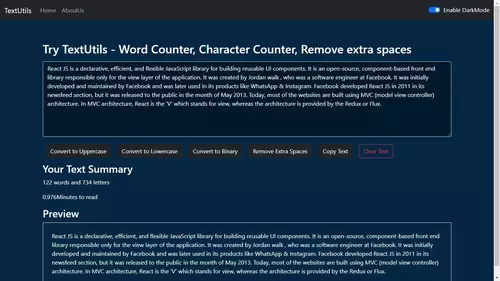 TextUtils Home AboutUs Enable DarkMode
Try TextUtils - Word Counter, Character Counter, Remove extra spaces
React JS is a declarative, efficient, and flexible JavaScript library for building reusable UI components. It is an open-source, component-based front end
library responsible only for the view layer of the application. It was created by Jordan walk , who was a software engineer at Facebook. It was initially
developed and maintained by Facebook and was later used in its products like WhatsApp & Instagram. Facebook developed React JS in 2011 in its
newsfeed section, but it was released to the public in the month of May 2013. Today, most of the websites are built using MVC (model view controller)
architecture. In MVC architecture, React is the 'V' which stands for view, whereas the architecture is provided by the Redux or Flux.
Convert to Uppercase Convert to Lowercase Convert to Binary Remove Extra Spaces Copy Text Clear Text
Your Text Summary
122 words and 734 letters
0.976Minutes to read
Preview
React JS is a declarative, efficient, and flexible JavaScript library for building reusable UI components. It is an open-source, component-based front end
library responsible only for the view layer of the application. It was created by Jordan walk , who was a software engineer at Facebook. It was initially
developed and maintained by Facebook and was later used in its products like WhatsApp & Instagram. Facebook developed React JS in 2011 in its
newsfeed section, but it was released to the public in the month of May 2013. Today, most of the websites are built using MVC (model view controller)
architecture. In MVC architecture, React is the 'V' which stands for view, whereas the architecture is provided by the Redux or Flux.